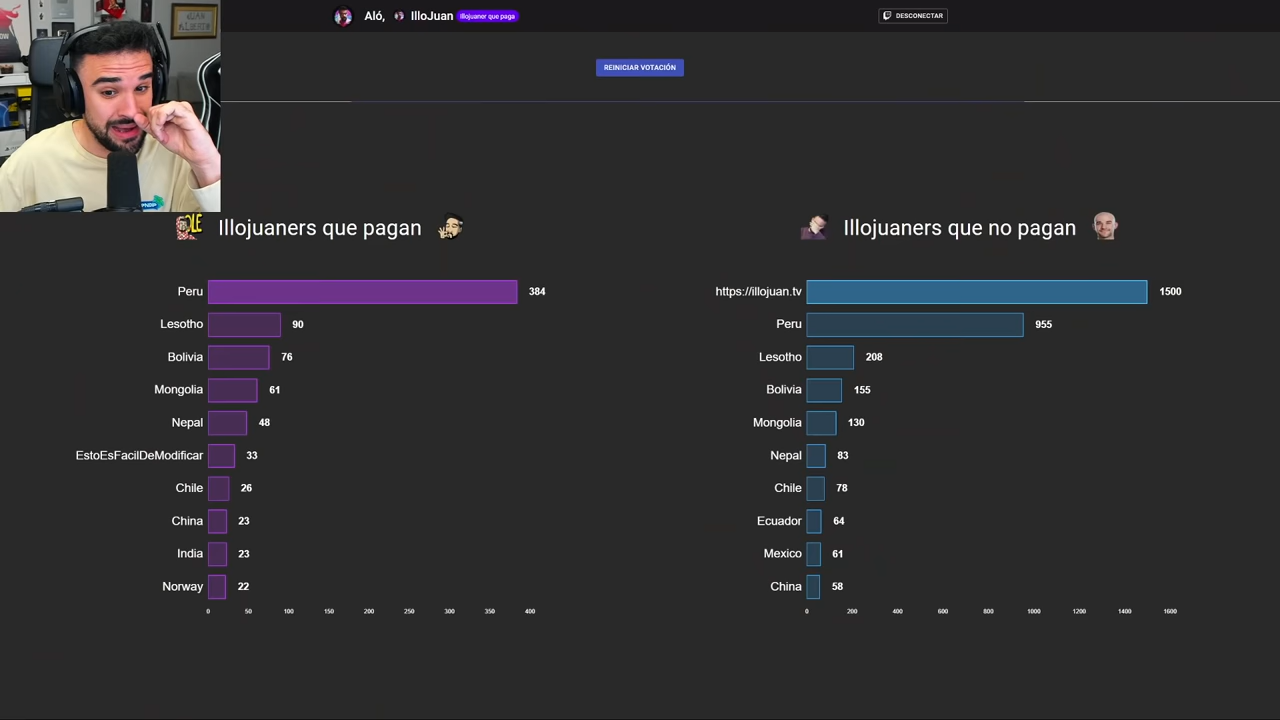 JUAN
ALBERTO
Aló, IlloJuan Illojuaner que paga
DESCONECTAR
REINICIAR VOTACIÓN
OLE
Illojuaners que pagan
Peru 384
Lesotho 90
Bolivia 76
Mongolia 61
Nepal 48
EstoEsFacilDeModificar 33
Chile 26
China 23
India 23
Norway 22
0 50 100 150 200 250 300 350 400
Illojuaners que no pagan
https://illojuan.tv 1500
Peru 955
Lesotho 208
Bolivia 155
Mongolia 130
Nepal 83
Chile 78
Ecuador 64
Mexico 61
China 58
0 200 400 600 800 1000 1200 1400 1600